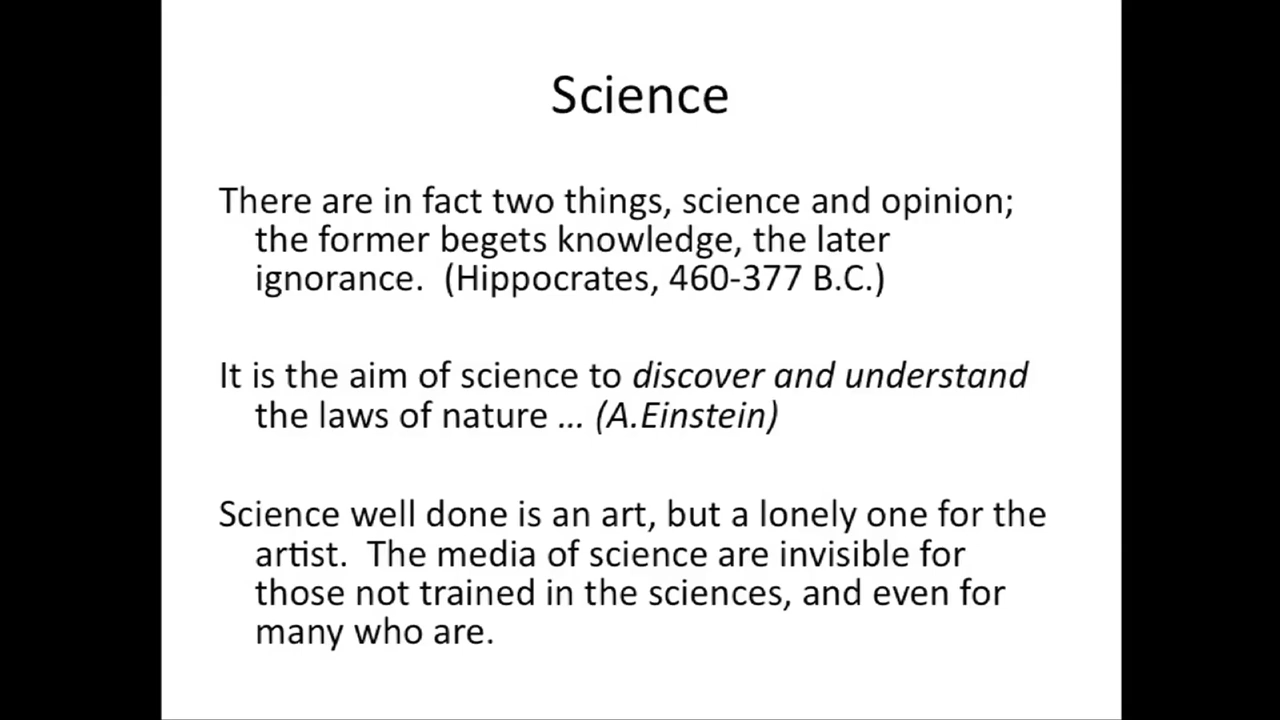 Science
There are in fact two things, science and opinion;
the former begets knowledge, the later
ignorance.  (Hippocrates, 460-377 B.C.)
It is the aim of science to discover and understand
the laws of nature ... (A.Einstein)
Science well done is an art, but a lonely one for the
artist.  The media of science are invisible for
those not trained in the sciences, and even for
many who are.